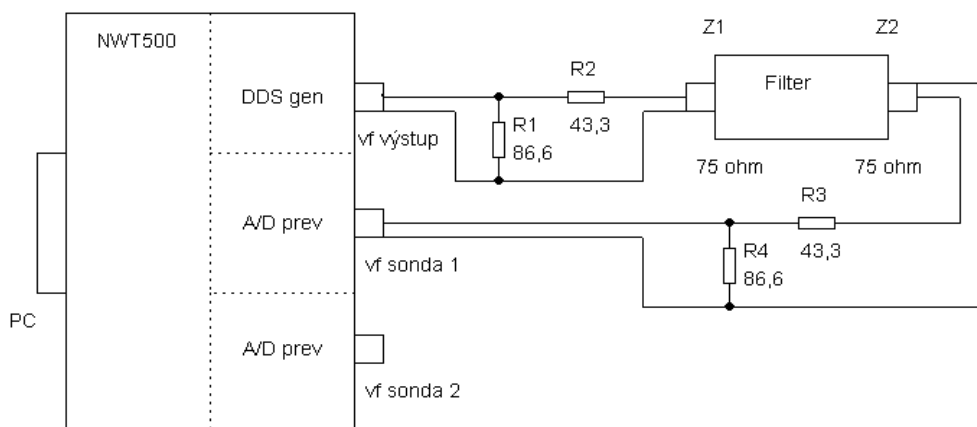 NWT500
Z1
Z2
R2
Filter
DDS gen
R1
43,3
vf výstup
86,6
75 ohm
75 ohm
R3
A/D prev
R4
43,3
vf sonda 1
86,6
PC
A/D prev
vf sonda 2